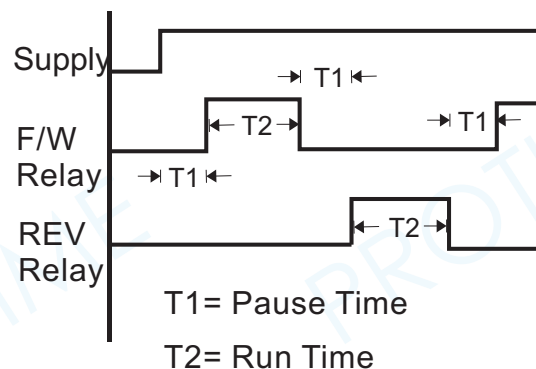 Supply
T1
F/W
Relay
T2
T1
T1
REV
Relay
T2
T1= Pause Time
T2= Run Time